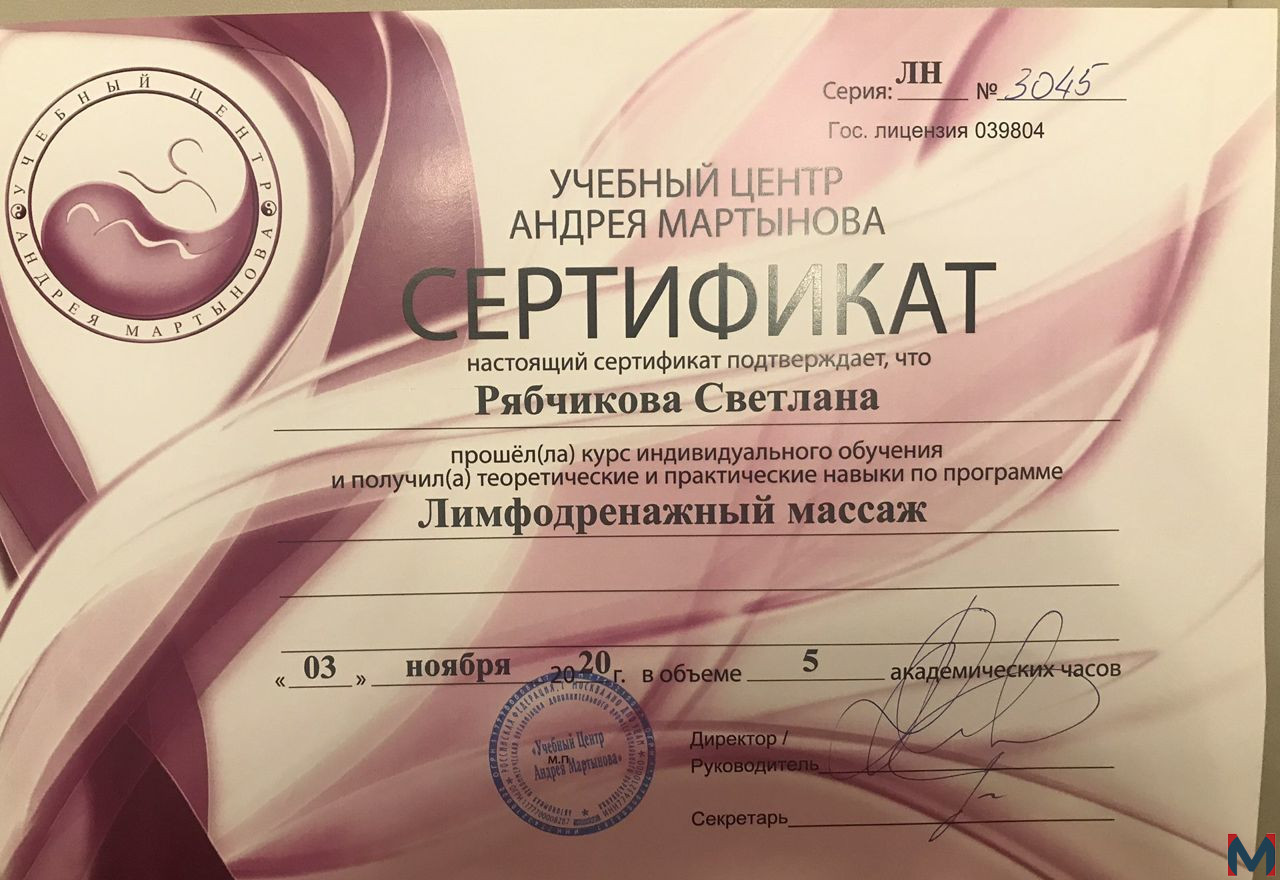 УЧЕБНЫЙ ЦЕНТР
АНДРЕЯ МАРТЫНОВА
Серия: ЛН № 3045
Гос. лицензия 039804
УЧЕБНЫЙ ЦЕНТР
АНДРЕЯ МАРТЫНОВА
СЕРТИФИКАТ
настоящий сертификат подтверждает, что
Рябчикова Светлана
прошёл(ла) курс индивидуального обучения
и получил(а) теоретические и практические навыки по программе
Лимфодренажный массаж
« 03 » ноября 2020 г. в объеме 5 академических часов
«Учебный Центр
м.п.
Андрея Мартынова»
Директор /
Руководитель
Секретарь
M